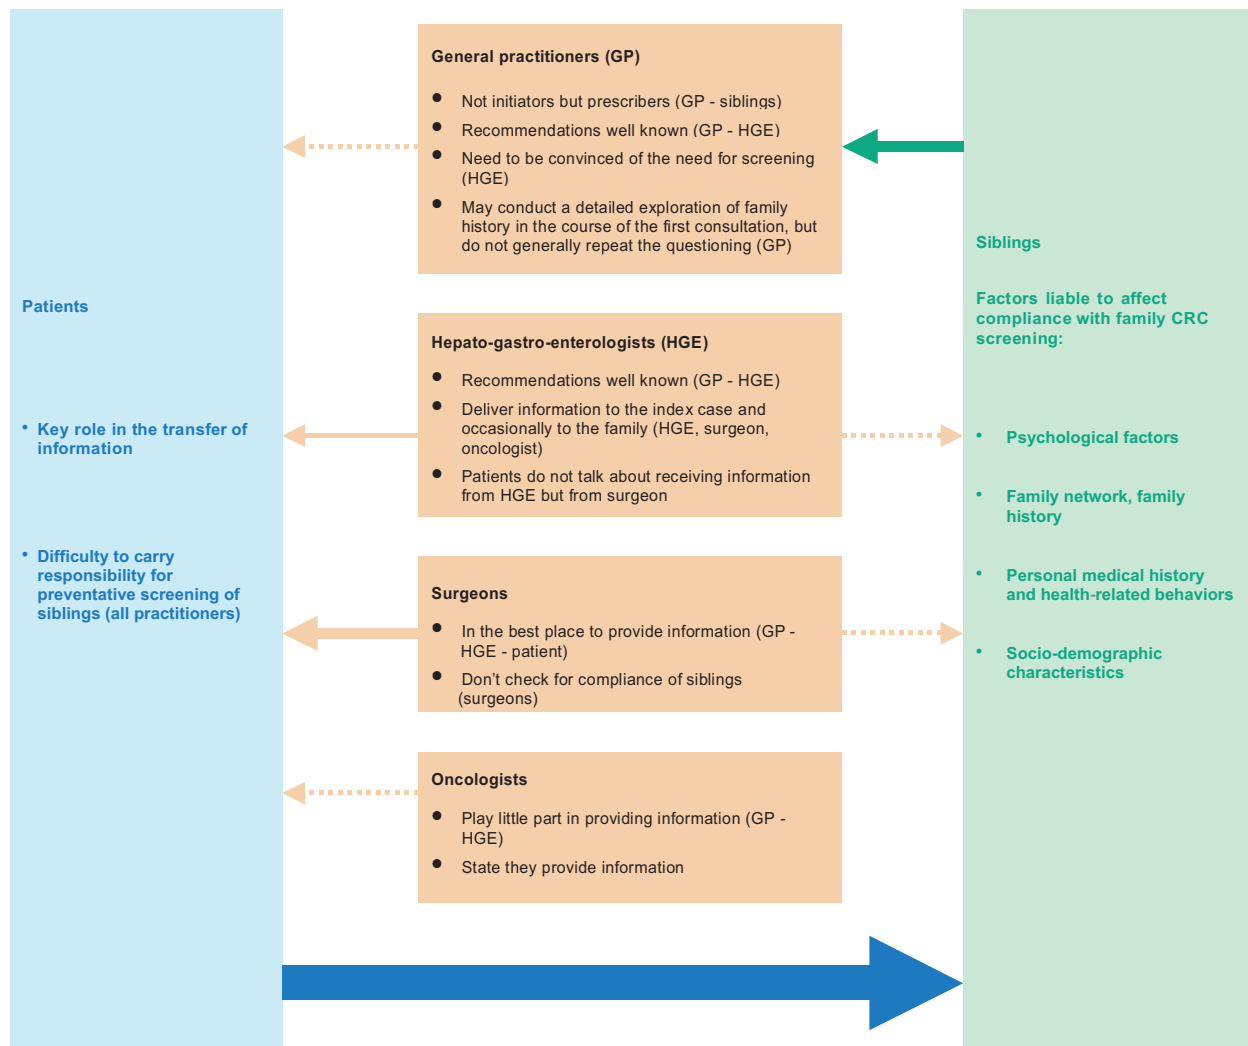 Patients
• Key role in the transfer of
information
• Difficulty to carry
responsibility for
preventative screening of
siblings (all practitioners)
General practitioners (GP)
● Not initiators but prescribers (GP - siblings)
● Recommendations well known (GP - HGE)
● Need to be convinced of the need for screening
(HGE)
● May conduct a detailed exploration of family
history in the course of the first consultation, but
do not generally repeat the questioning (GP)
Hepato-gastro-enterologists (HGE)
● Recommendations well known (GP - HGE)
● Deliver information to the index case and
occasionally to the family (HGE, surgeon,
oncologist)
● Patients do not talk about receiving information
from HGE but from surgeon
Surgeons
● In the best place to provide information (GP -
HGE - patient)
● Don’t check for compliance of siblings
(surgeons)
Oncologists
● Play little part in providing information (GP -
HGE)
● State they provide information
Siblings
Factors liable to affect
compliance with family CRC
screening:
• Psychological factors
• Family network, family
history
• Personal medical history
and health-related behaviors
• Socio-demographic
characteristics